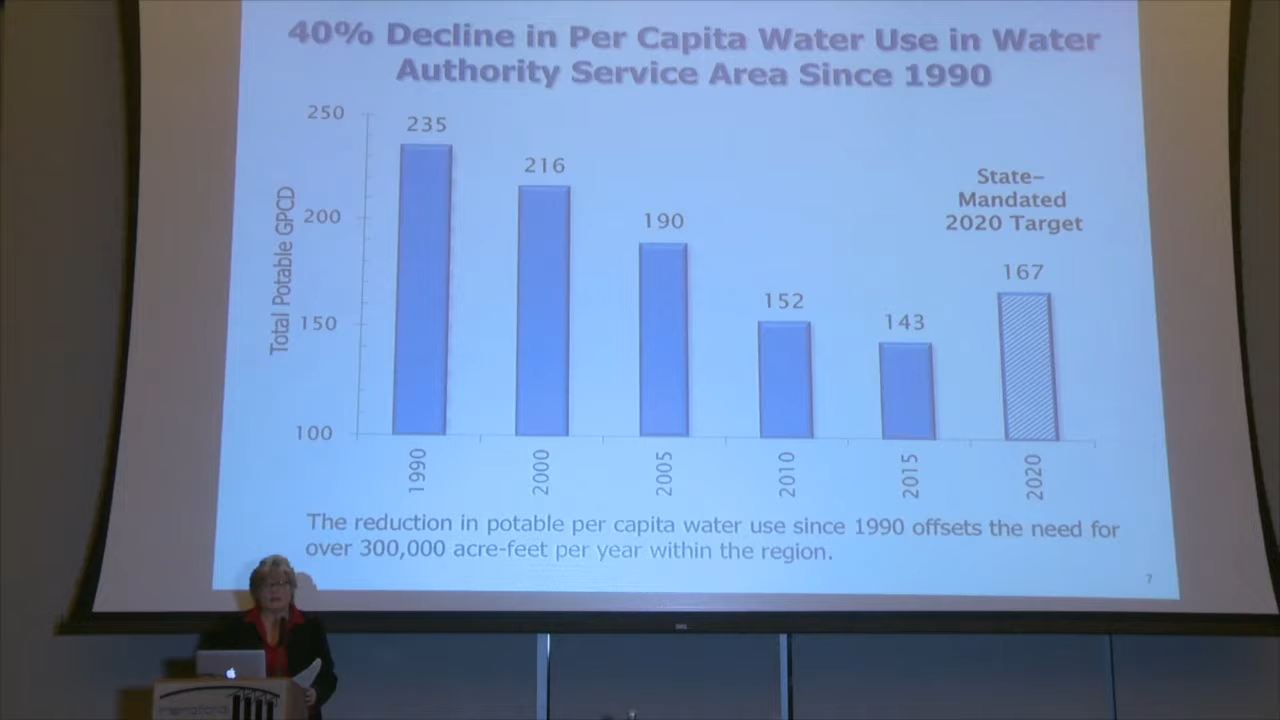 40% Decline in Per Capita Water Use in Water
Authority Service Area Since 1990
Total Potable GPCD
250
200
150
100
235
216
190
152
143
State-
Mandated
2020 Target
167
1990
2000
2005
2010
2015
2020
The reduction in potable per capita water use since 1990 offsets the need for
over 300,000 acre-feet per year within the region.
7
International